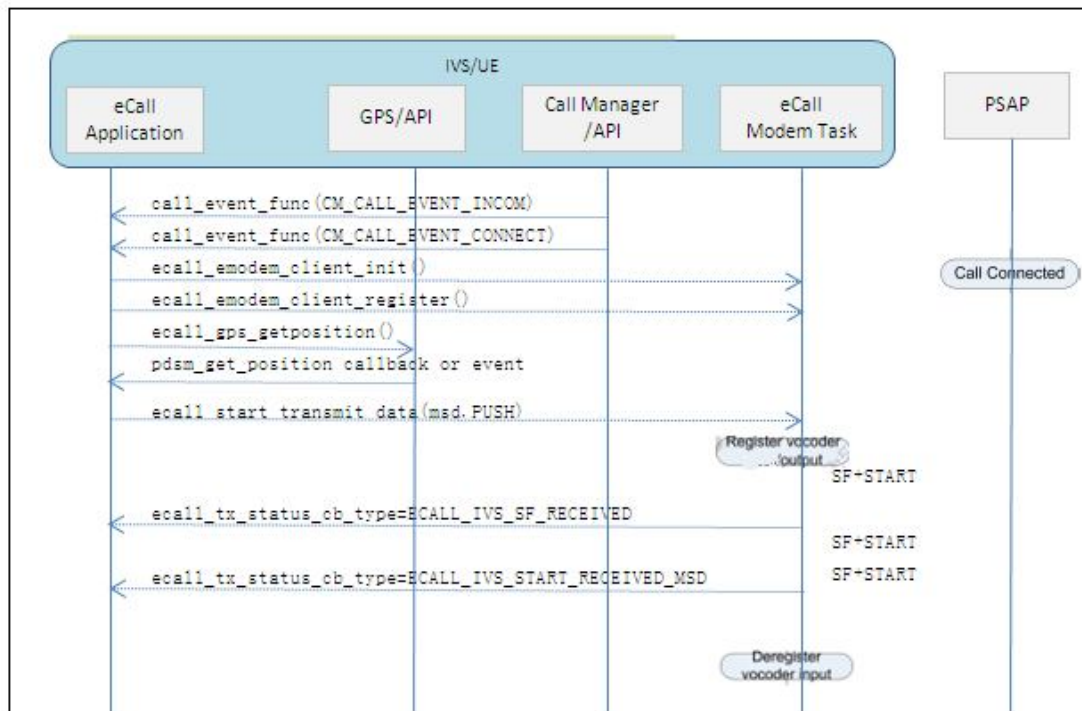 IVS/UE
eCall
Application
GPS/API
Call Manager
/API
eCall
Modem Task
PSAP
call_event_func(CM_CALL_EVENT_INCOM)
call_event_func(CM_CALL_EVENT_CONNECT)
Call Connected
ecall_emodem_client_init()
ecall_emodem_client_register()
ecall_gps_getposition()
pdsm_get_position callback or event
ecall_start_transmit_data(msd.PUSH)
Register vocoder
/output
SF+START
ecall_tx_status_cb_type=ECALL_IVS_SF_RECEIVED
SF+START
ecall_tx_status_cb_type=ECALL_IVS_START_RECEIVED_MSD
SF+START
Deregister
vocoder input